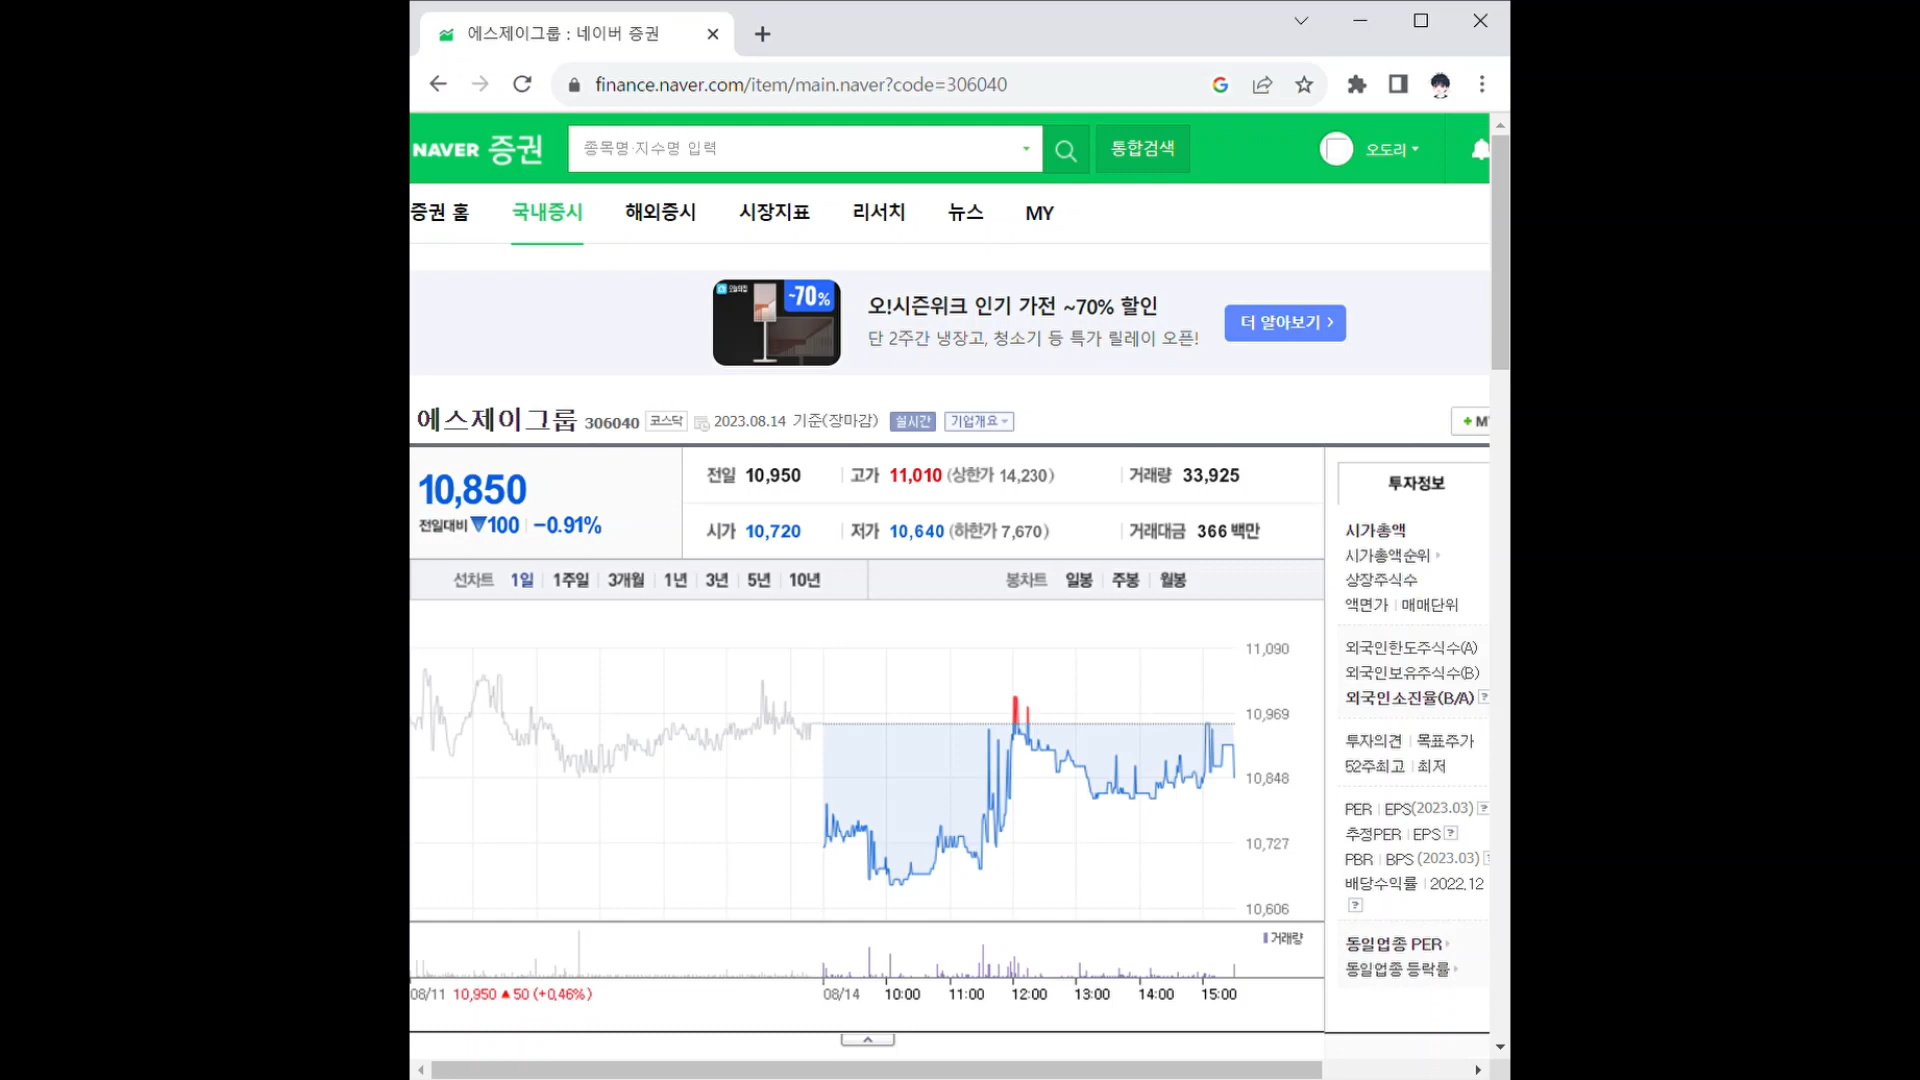 에스제이그룹 : 네이버 증권
finance.naver.com/item/main.naver?code=306040
NAVER 증권
종목명·지수명 입력
통합검색
오도리
증권 홈 국내증시 해외증시 시장지표 리서치 뉴스 MY
~70%
오!시즌위크 인기 가전 ~70% 할인
단 2주간 냉장고, 청소기 등 특가 릴레이 오픈!
더 알아보기
에스제이그룹 306040 코스닥 2023.08.14 기준(장마감) 실시간 기업개요
+ M
10,850
전일대비 ▼100 −0.91%
전일 10,950 고가 11,010 (상한가 14,230) 거래량 33,925
시가 10,720 저가 10,640 (하한가 7,670) 거래대금 366 백만
선차트 1일 1주일 3개월 1년 3년 5년 10년 봉차트 일봉 주봉 월봉
11,090
10,969
10,848
10,727
10,606
거래량
08/11 10,950 ▲50 (+0.46%)
08/14 10:00 11:00 12:00 13:00 14:00 15:00
투자정보
시가총액
시가총액순위
상장주식수
액면가 | 매매단위
외국인한도주식수(A)
외국인보유주식수(B)
외국인소진율(B/A) ?
투자의견 | 목표주가
52주최고 | 최저
PER | EPS(2023.03) ?
추정PER | EPS ?
PBR | BPS (2023.03) ?
배당수익률 | 2022.12
?
동일업종 PER
동일업종 등락률